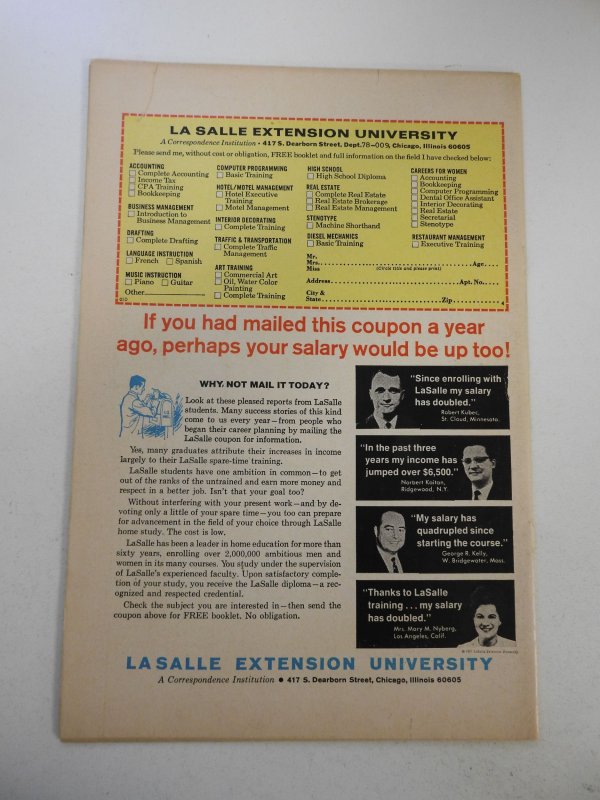 LA SALLE EXTENSION UNIVERSITY
A Correspondence Institution • 417 S. Dearborn Street, Dept. 78-009, Chicago, Illinois 60605
Please send me, without cost or obligation, FREE booklet and full information on the field I have checked below:
ACCOUNTING
Complete Accounting
Income Tax
CPA Training
Bookkeeping
BUSINESS MANAGEMENT
Introduction to
Business Management
DRAFTING
Complete Drafting
LANGUAGE INSTRUCTION
French Spanish
MUSIC INSTRUCTION
Piano Guitar
Other
COMPUTER PROGRAMMING
Basic Training
HOTEL/MOTEL MANAGEMENT
Hotel Executive
Training
Motel Management
INTERIOR DECORATING
Complete Training
TRAFFIC & TRANSPORTATION
Complete Traffic
Management
ART TRAINING
Commercial Art
Oil, Water Color
Painting
Complete Training
HIGH SCHOOL
High School Diploma
REAL ESTATE
Complete Real Estate
Real Estate Brokerage
Real Estate Management
STENOTYPE
Machine Shorthand
DIESEL MECHANICS
Basic Training
CAREERS FOR WOMEN
Accounting
Bookkeeping
Computer Programming
Dental Office Assistant
Interior Decorating
Real Estate
Secretarial
Stenotype
RESTAURANT MANAGEMENT
Executive Training
Mr.
Mrs. Age
Miss (Circle title and please print)
Address Apt. No.
City &
State Zip
If you had mailed this coupon a year
ago, perhaps your salary would be up too!
WHY NOT MAIL IT TODAY?
Look at these pleased reports from LaSalle
students. Many success stories of this kind
come to us every year—from people who
began their career planning by mailing the
LaSalle coupon for information.
Yes, many graduates attribute their increases in income
largely to their LaSalle spare-time training.
LaSalle students have one ambition in common—to get
out of the ranks of the untrained and earn more money and
respect in a better job. Isn't that your goal too?
Without interfering with your present work—and by de-
voting only a little of your spare time—you too can prepare
for advancement in the field of your choice through LaSalle
home study. The cost is low.
LaSalle has been a leader in home education for more than
sixty years, enrolling over 2,000,000 ambitious men and
women in its many courses. You study under the supervision
of LaSalle's experienced faculty. Upon satisfactory comple-
tion of your study, you receive the LaSalle diploma—a rec-
ognized and respected credential.
Check the subject you are interested in—then send the
coupon above for FREE booklet. No obligation.
"Since enrolling with
LaSalle my salary
has doubled."
Robert Kuber,
St. Cloud, Minnesota.
"In the past three
years my income has
jumped over $6,500."
Norbert Kaitan,
Ridgewood, N.Y.
"My salary has
quadrupled since
starting the course."
George R. Kelly,
W. Bridgewater, Mass.
"Thanks to LaSalle
training . . . my salary
has doubled."
Mrs. Mary M. Nyberg,
Los Angeles, Calif.
LA SALLE EXTENSION UNIVERSITY
A Correspondence Institution • 417 S. Dearborn Street, Chicago, Illinois 60605